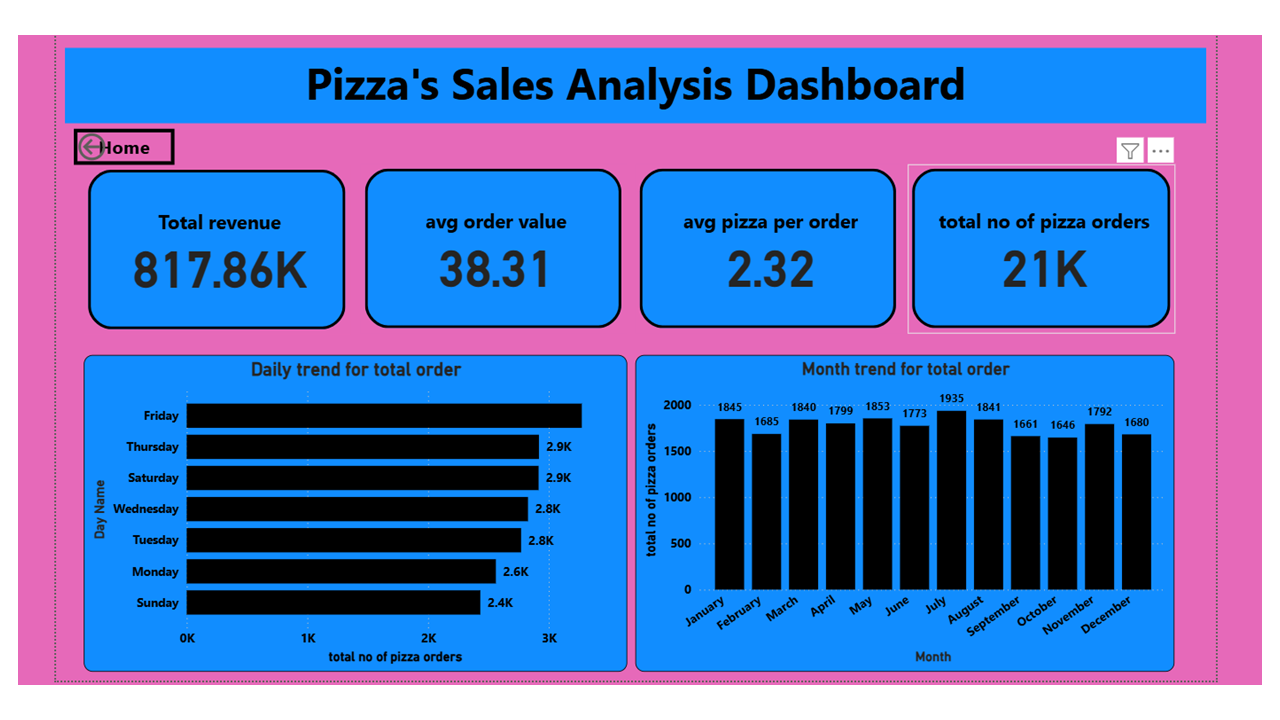 Pizza's Sales Analysis Dashboard
Home
Total revenue
817.86K
avg order value
38.31
avg pizza per order
2.32
total no of pizza orders
21K
Daily trend for total order
Day Name
Friday
Thursday
2.9K
Saturday
2.9K
Wednesday
2.8K
Tuesday
2.8K
Monday
2.6K
Sunday
2.4K
0K 1K 2K 3K
total no of pizza orders
Month trend for total order
total no of pizza orders
2000
1500
1000
500
0
1845 1685 1840 1799 1853 1773 1935 1841 1661 1646 1792 1680
January February March April May June July August September October November December
Month